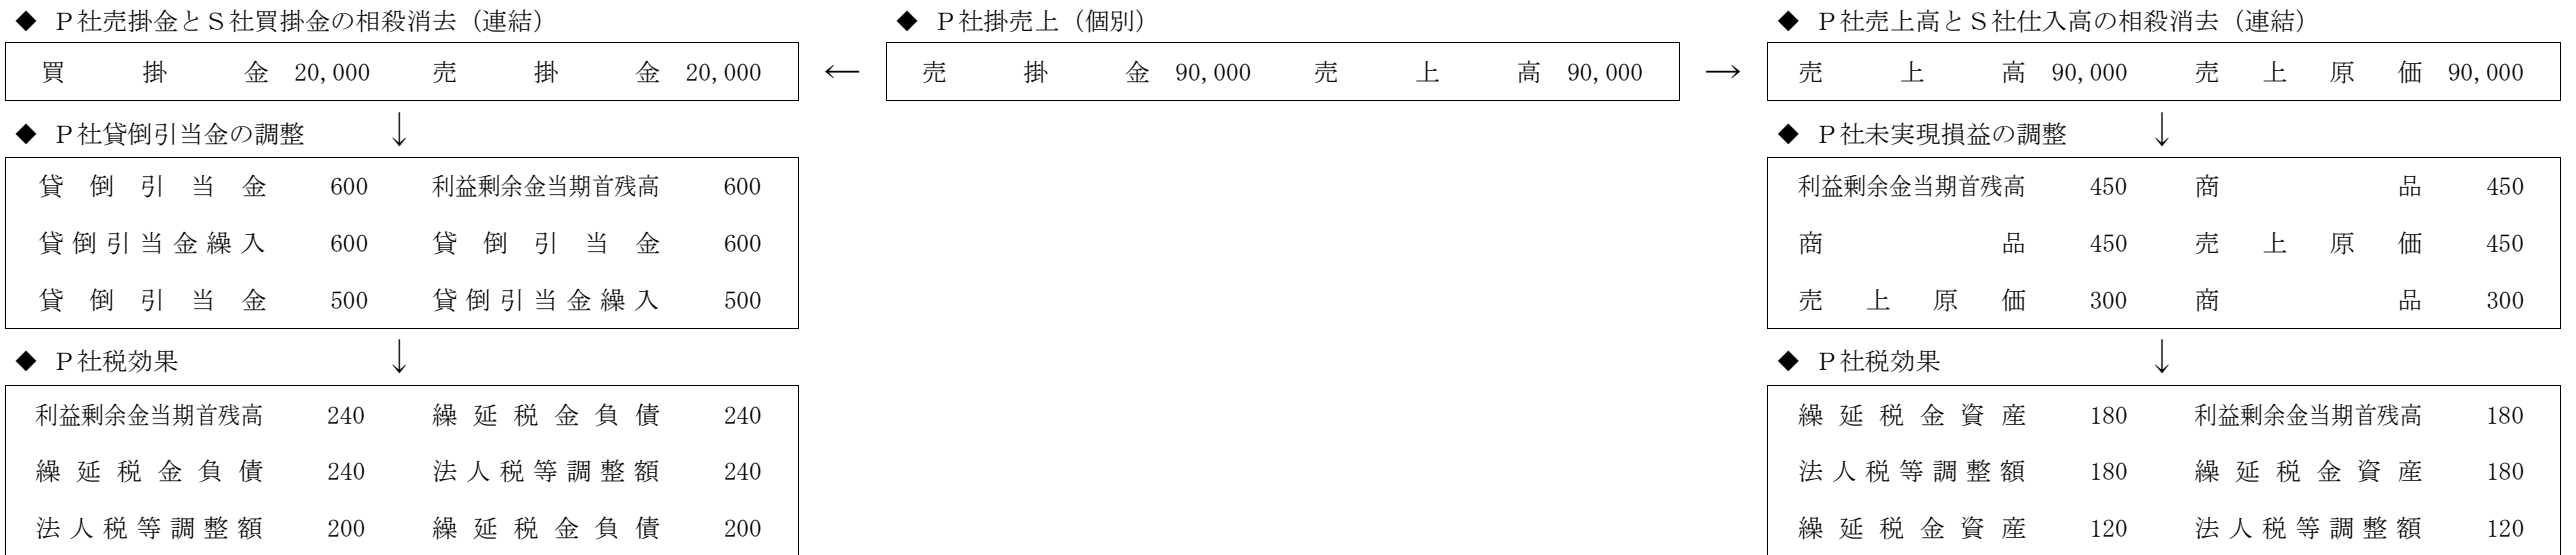 ◆ P社売掛金とS社買掛金の相殺消去（連結）
買掛金 20,000 売掛金 20,000
↓
◆ P社貸倒引当金の調整
貸倒引当金 600 利益剰余金当期首残高 600
貸倒引当金繰入 600 貸倒引当金 600
貸倒引当金 500 貸倒引当金繰入 500
↓
◆ P社税効果
利益剰余金当期首残高 240 繰延税金負債 240
繰延税金負債 240 法人税等調整額 240
法人税等調整額 200 繰延税金負債 200
←
◆ P社掛売上（個別）
売掛金 90,000 売上高 90,000
→
◆ P社売上高とS社仕入高の相殺消去（連結）
売上高 90,000 売上原価 90,000
↓
◆ P社未実現損益の調整
利益剰余金当期首残高 450 商品 450
商品 450 売上原価 450
売上原価 300 商品 300
↓
◆ P社税効果
繰延税金資産 180 利益剰余金当期首残高 180
法人税等調整額 180 繰延税金資産 180
繰延税金資産 120 法人税等調整額 120